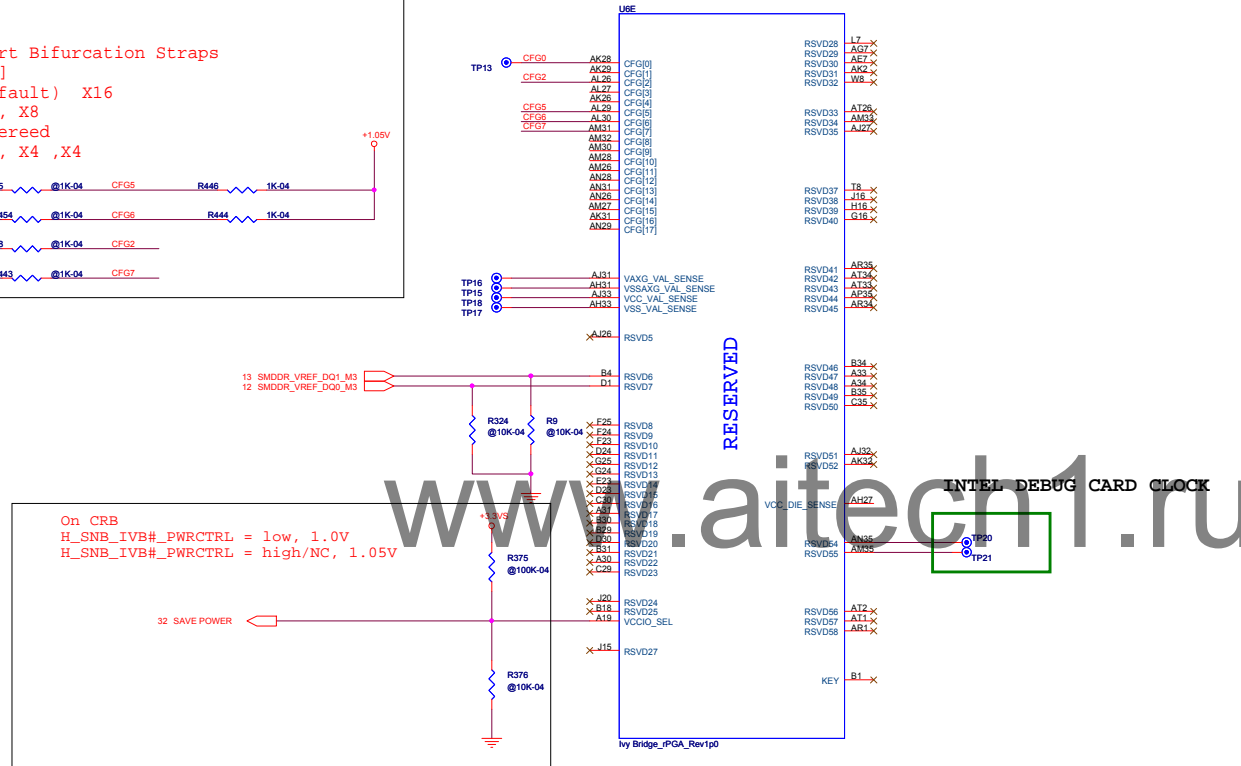 U6E
rt Bifurcation Straps
]
fault)  X16
, X8
ereed
, X4 ,X4
+1.05V
5 @1K-04 CFG5 R446 1K-04
454 @1K-04 CFG6 R444 1K-04
3 @1K-04 CFG2
443 @1K-04 CFG7
TP13 CFG0 AK28 CFG[0]
AK29 CFG[1]
CFG2 AL26 CFG[2]
AL27 CFG[3]
AK26 CFG[4]
CFG5 AL29 CFG[5]
CFG6 AL30 CFG[6]
CFG7 AM31 CFG[7]
AM32 CFG[8]
AM30 CFG[9]
AM28 CFG[10]
AM26 CFG[11]
AN28 CFG[12]
AN31 CFG[13]
AN26 CFG[14]
AM27 CFG[15]
AK31 CFG[16]
AN29 CFG[17]
TP16 AJ31 VAXG_VAL_SENSE
TP15 AH31 VSSAXG_VAL_SENSE
TP18 AJ33 VCC_VAL_SENSE
TP17 AH33 VSS_VAL_SENSE
AJ26 RSVD5
13 SMDDR_VREF_DQ1_M3 B4 RSVD6
12 SMDDR_VREF_DQ0_M3 D1 RSVD7
R324 @10K-04
R9 @10K-04
F25 RSVD8
F24 RSVD9
F23 RSVD10
D24 RSVD11
G25 RSVD12
G24 RSVD13
E23 RSVD14
D23 RSVD15
C30 RSVD16
A31 RSVD17
B30 RSVD18
B29 RSVD19
D30 RSVD20
B31 RSVD21
A30 RSVD22
C29 RSVD23
J20 RSVD24
B18 RSVD25
A19 VCCIO_SEL
J15 RSVD27
RESERVED
RSVD28 L7
RSVD29 AG7
RSVD30 AE7
RSVD31 AK2
RSVD32 W8
RSVD33 AT26
RSVD34 AM33
RSVD35 AJ27
RSVD37 T8
RSVD38 J16
RSVD39 H16
RSVD40 G16
RSVD41 AR35
RSVD42 AT34
RSVD43 AT33
RSVD44 AP35
RSVD45 AR34
RSVD46 B34
RSVD47 A33
RSVD48 A34
RSVD49 B35
RSVD50 C35
RSVD51 AJ32
RSVD52 AK32
VCC_DIE_SENSE AH27
RSVD54 AN35 TP20
RSVD55 AM35 TP21
RSVD56 AT2
RSVD57 AT1
RSVD58 AR1
KEY B1
INTEL DEBUG CARD CLOCK
www.aitech1.ru
On CRB
H_SNB_IVB#_PWRCTRL = low, 1.0V
H_SNB_IVB#_PWRCTRL = high/NC, 1.05V
+3.3VS
R375
@100K-04
32 SAVE POWER
R376
@10K-04
Ivy Bridge_rPGA_Rev1p0